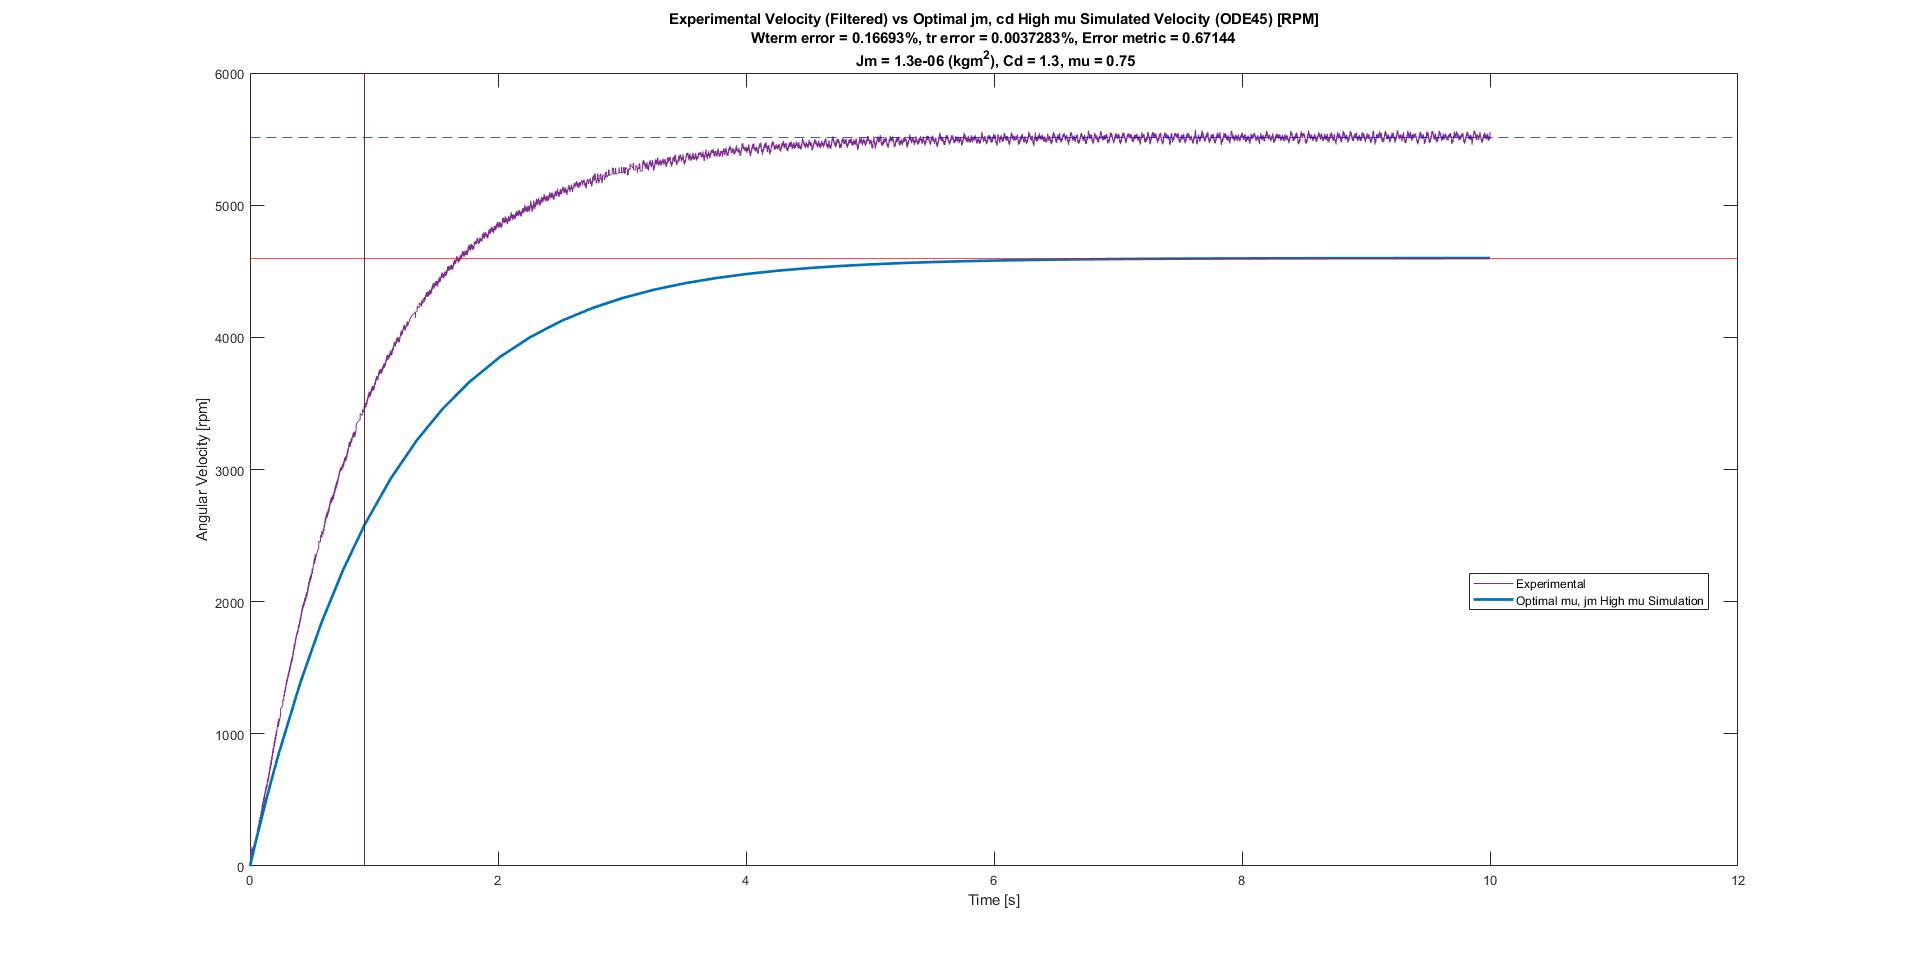 Experimental Velocity (Filtered) vs Optimal jm, cd High mu Simulated Velocity (ODE45) [RPM]
Wterm error = 0.16693%, tr error = 0.0037283%, Error metric = 0.67144
Jm = 1.3e-06 (kgm²), Cd = 1.3, mu = 0.75
6000
5000
4000
3000
2000
1000
0
Angular Velocity [rpm]
Experimental
Optimal mu, jm High mu Simulation
0 2 4 6 8 10 12
Time [s]